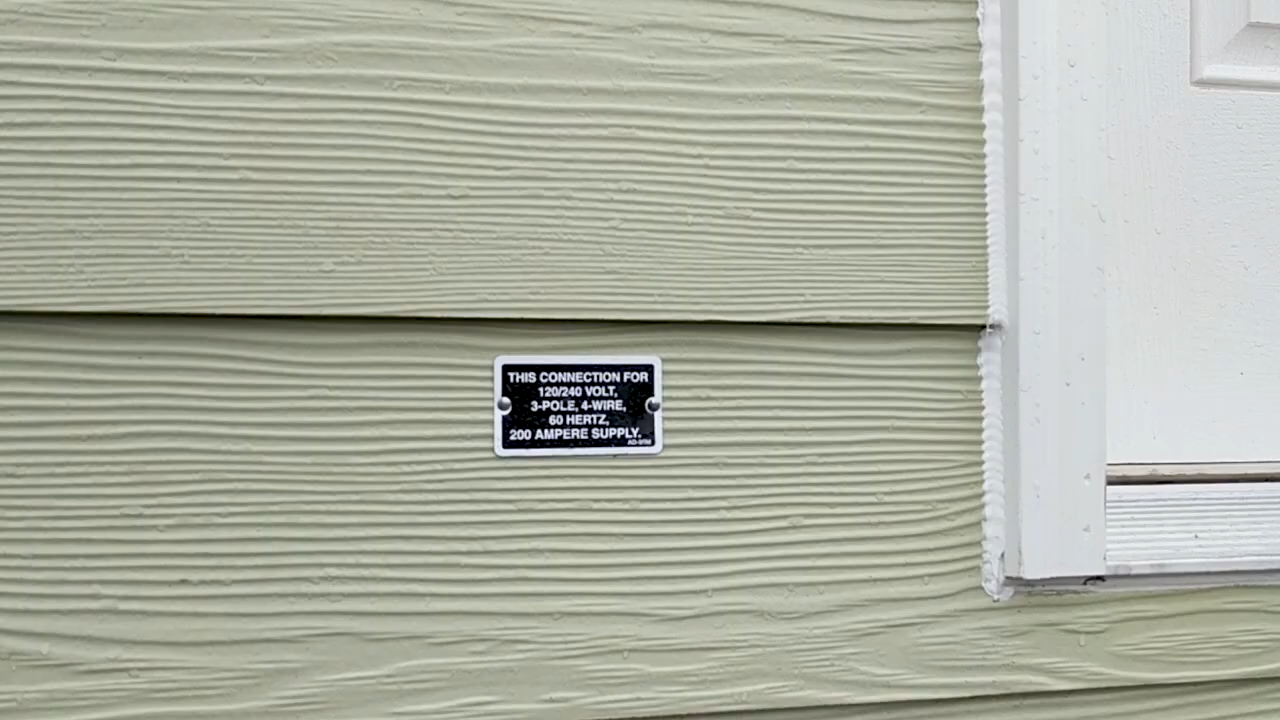 THIS CONNECTION FOR
120/240 VOLT,
3-POLE, 4-WIRE,
60 HERTZ,
200 AMPERE SUPPLY.